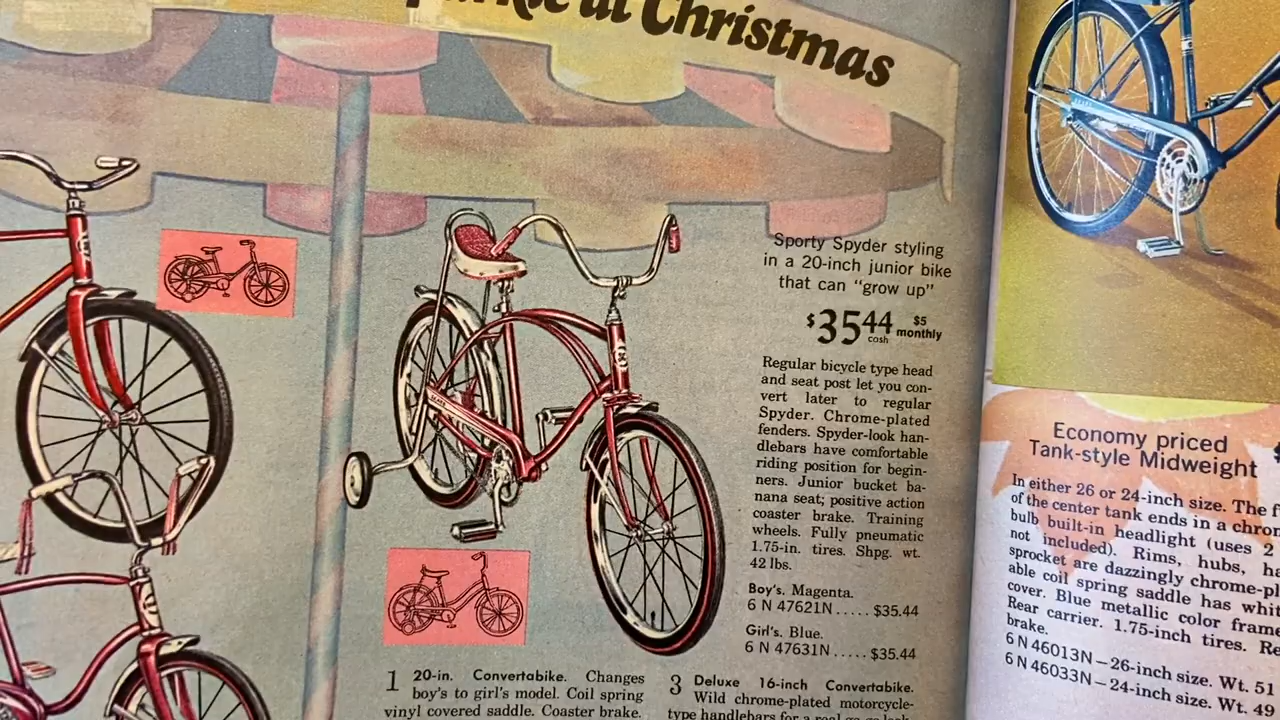 at Christmas
Sporty Spyder styling
in a 20-inch junior bike
that can "grow up"
$35.44 cash $5 monthly
Regular bicycle type head
and seat post let you con-
vert later to regular
Spyder. Chrome-plated
fenders. Spyder-look han-
dlebars have comfortable
riding position for begin-
ners. Junior bucket ba-
nana seat; positive action
coaster brake. Training
wheels. Fully pneumatic
1.75-in. tires. Shpg. wt.
42 lbs.
Boy's. Magenta.
6 N 47621N ..... $35.44
Girl's. Blue.
6 N 47631N ..... $35.44
1 20-in. Convertabike. Changes
boy's to girl's model. Coil spring
vinyl covered saddle. Coaster brake.
3 Deluxe 16-inch Convertabike.
Wild chrome-plated motorcycle-
type handlebars for a real
Economy priced
Tank-style Midweight
In either 26 or 24-inch size. The
of the center tank ends in a
bulb built-in headlight (uses 2
not included). Rims, hubs,
sprocket are dazzlingly
able coil spring saddle has
cover. Blue metallic color
Rear carrier. 1.75-inch tires.
brake.
6 N 46013N—26-inch size. Wt. 51
6 N 46033N—24-inch size. Wt. 49